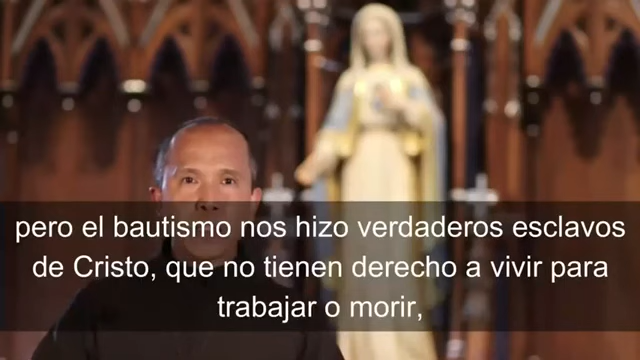 pero el bautismo nos hizo verdaderos esclavos
de Cristo, que no tienen derecho a vivir para
trabajar o morir,